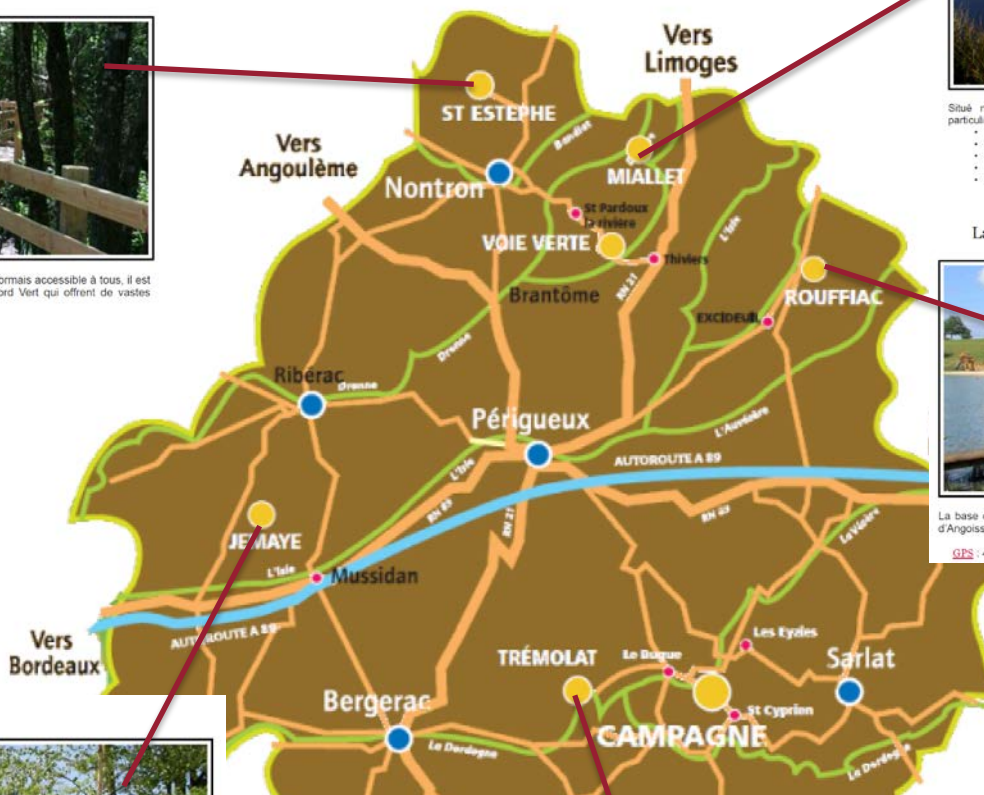 Vers
Limoges
ST ESTEPHE
Vers
Angoulème
Bandiat
MIALLET
Nontron
St Pardoux
la rivière
VOIE VERTE
Thiviers
L'Isle
Brantôme
RN 21
ROUFFIAC
EXCIDEUIL
Dronne
Ribérac
Dronne
Périgueux
L'Auvézère
AUTOROUTE A 89
L'Isle
RN 89
RN 21
RN 89
La Vézère
JEMAYE
L'Isle
Mussidan
AUTOROUTE A 89
Vers
Bordeaux
TRÉMOLAT
Le Bugue
Les Eyzies
Sarlat
St Cyprien
CAMPAGNE
Bergerac
La Dordogne
La Dordogne
ormais accessible à tous, il est
ord Vert qui offrent de vastes
Situé
particuli
La
La base
d'Angoiss
GPS :